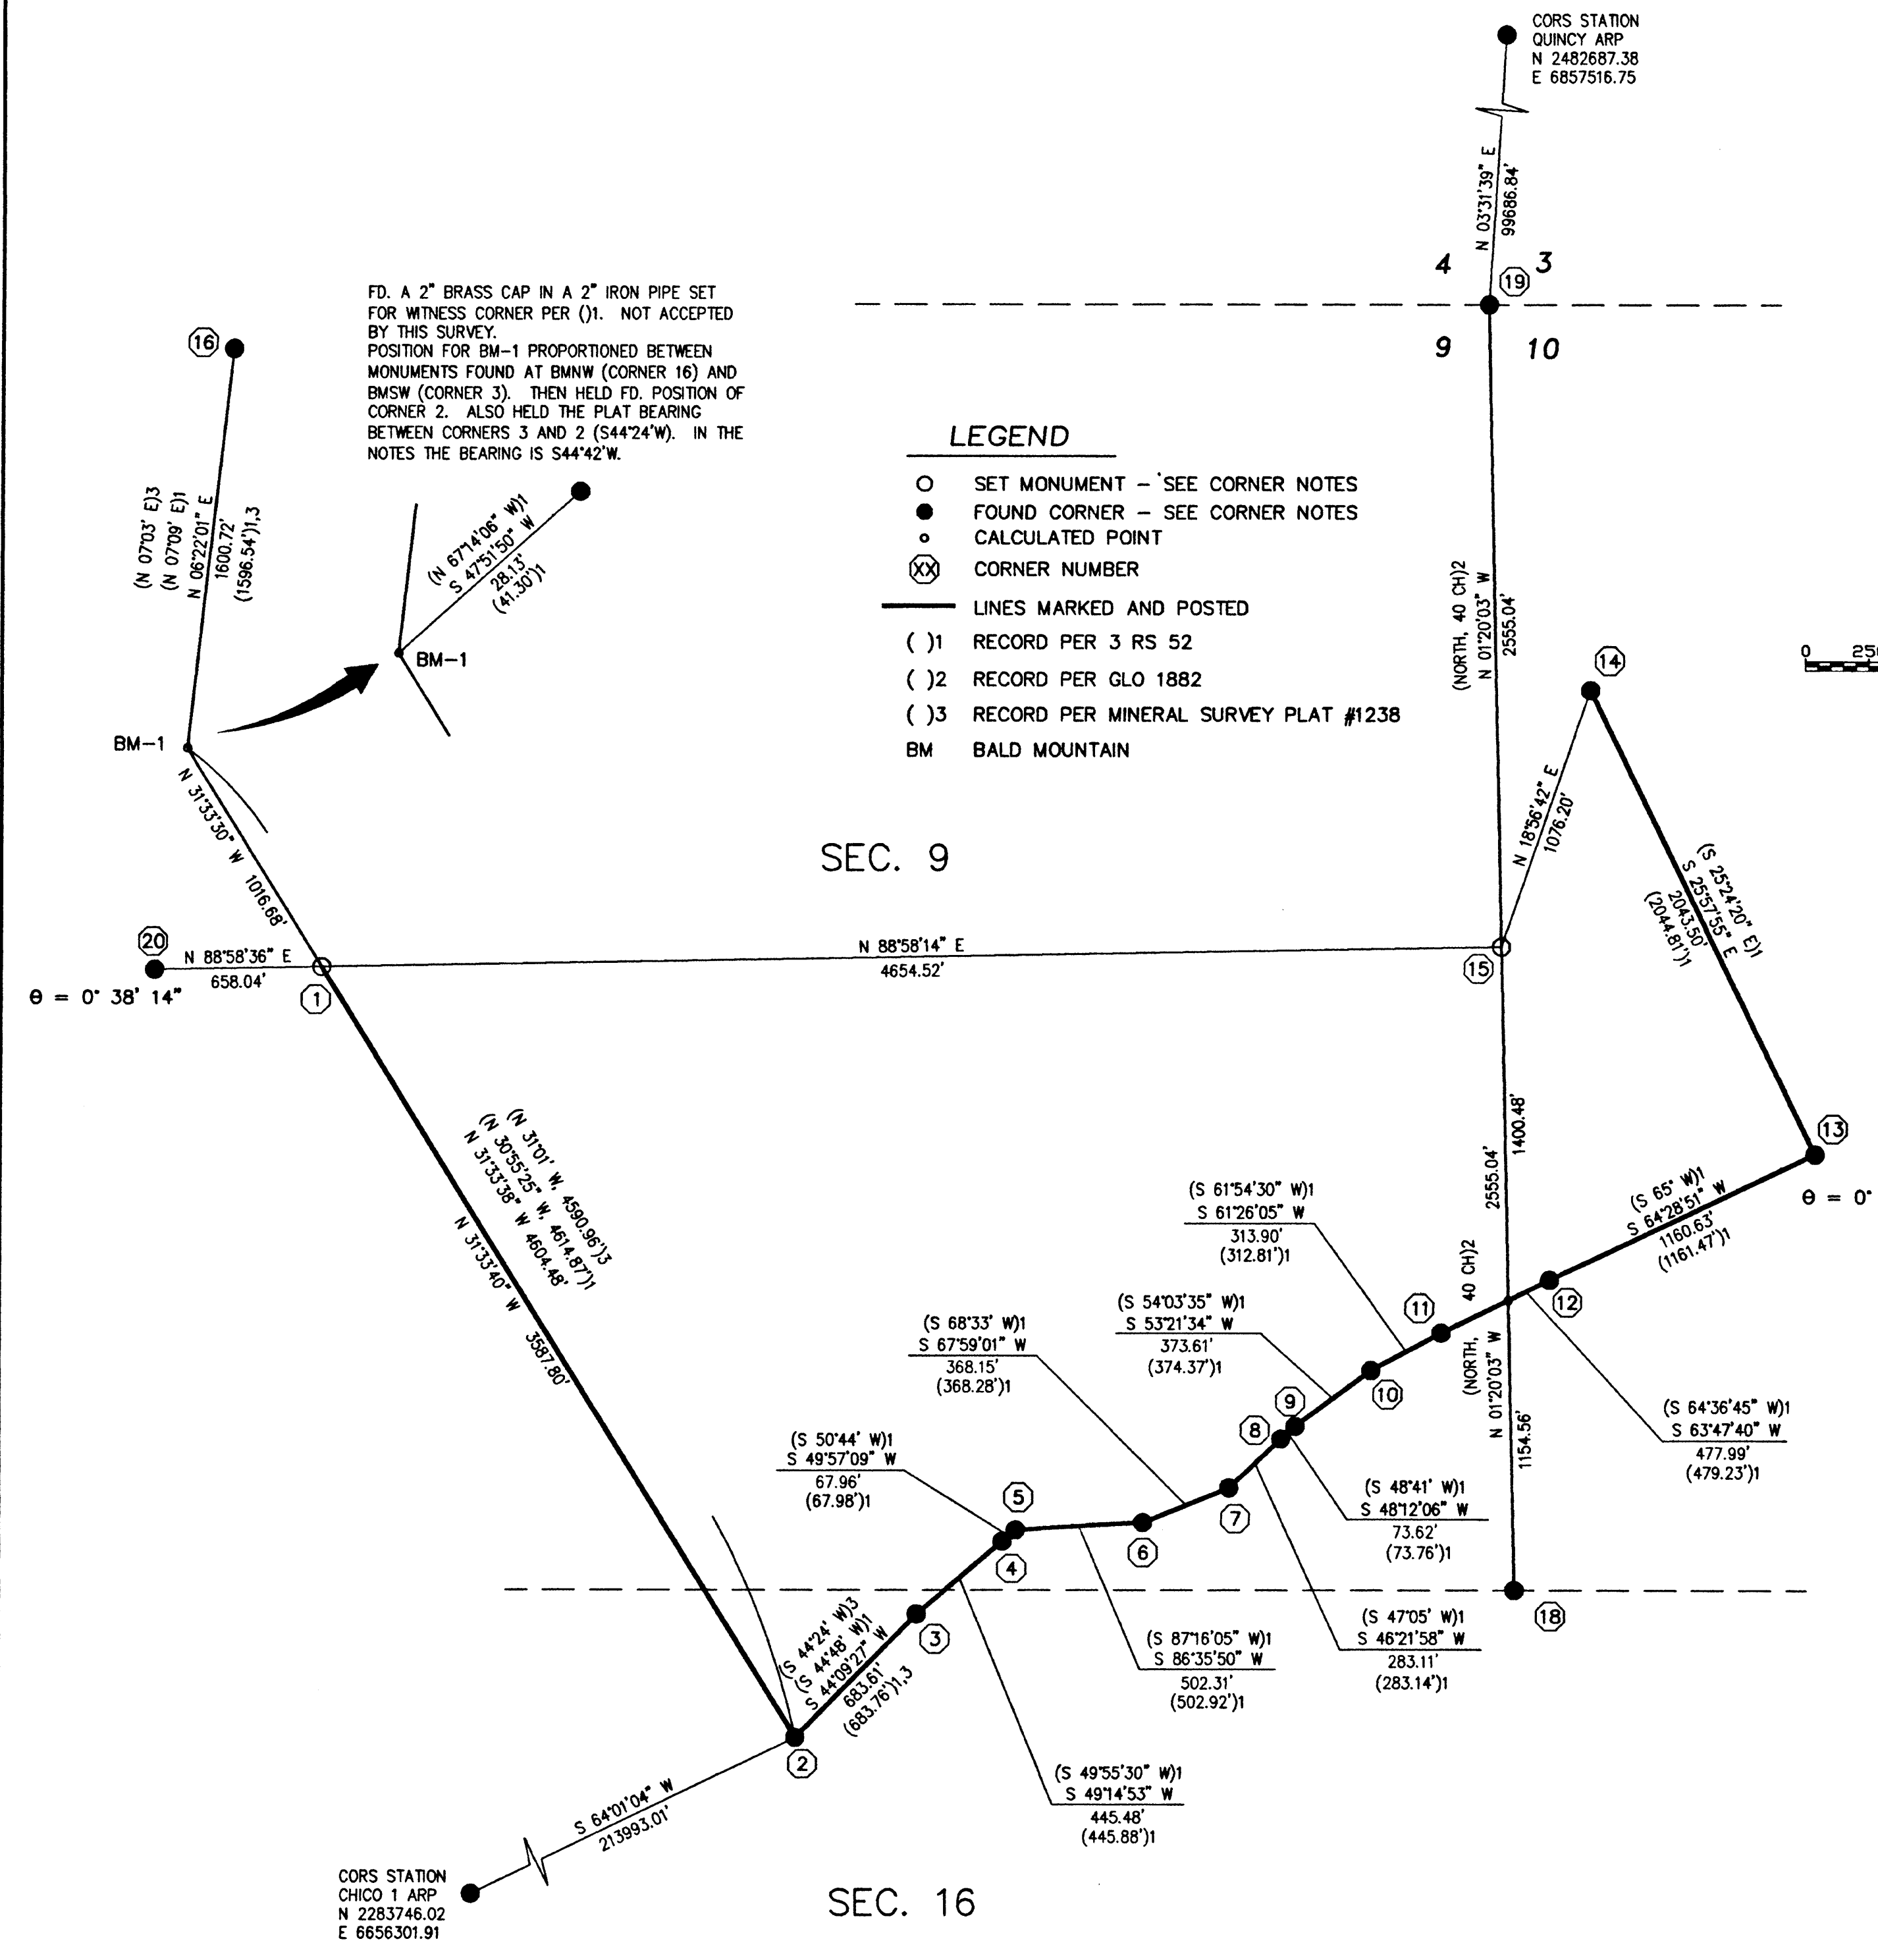 CORS STATION
QUINCY ARP
N 2482687.38
E 6857516.75
N 03°31'39" E
99686.84'
4
3
19
9
10
FD. A 2" BRASS CAP IN A 2" IRON PIPE SET
FOR WITNESS CORNER PER ()1. NOT ACCEPTED
BY THIS SURVEY.
POSITION FOR BM-1 PROPORTIONED BETWEEN
MONUMENTS FOUND AT BMNW (CORNER 16) AND
BMSW (CORNER 3). THEN HELD FD. POSITION OF
CORNER 2. ALSO HELD THE PLAT BEARING
BETWEEN CORNERS 3 AND 2 (S44°24'W). IN THE
NOTES THE BEARING IS S44°42'W.
16
(N 07°03' E)3
(N 07°09' E)1
N 06°22'01" E
1600.72'
(1596.54')1,3
(N 67°14'06" W)1
S 47°51'50" W
28.13'
(41.30')1
BM-1
BM-1
LEGEND
SET MONUMENT - SEE CORNER NOTES
FOUND CORNER - SEE CORNER NOTES
CALCULATED POINT
XX CORNER NUMBER
LINES MARKED AND POSTED
( )1 RECORD PER 3 RS 52
( )2 RECORD PER GLO 1882
( )3 RECORD PER MINERAL SURVEY PLAT #1238
BM BALD MOUNTAIN
(NORTH, 40 CH)2
N 01°20'03" W
2555.04'
14
0 250
N 18°56'42" E
1076.20'
(S 25°24'20" E)1
S 25°57'55" E
2043.50'
(2044.81')1
N 31°33'30" W 1016.68'
SEC. 9
20
N 88°58'36" E
658.04'
θ = 0° 38' 14"
1
N 88°58'14" E
4654.52'
15
(N 31°01' W, 4590.96')3
(N 30°55'25" W, 4614.87')1
N 31°33'38" W 4604.48'
N 31°33'40" W 3587.80'
1400.48'
2555.04'
(NORTH, 40 CH)2
N 01°20'03" W
1154.56'
13
θ = 0°
(S 65° W)1
S 64°28'51" W
1160.63'
(1161.47')1
12
(S 61°54'30" W)1
S 61°26'05" W
313.90'
(312.81')1
11
(S 54°03'35" W)1
S 53°21'34" W
373.61'
(374.37')1
10
(S 68°33' W)1
S 67°59'01" W
368.15'
(368.28')1
9
8
(S 64°36'45" W)1
S 63°47'40" W
477.99'
(479.23')1
(S 50°44' W)1
S 49°57'09" W
67.96'
(67.98')1
5
4
6
7
(S 48°41' W)1
S 48°12'06" W
73.62'
(73.76')1
3
18
(S 47°05' W)1
S 46°21'58" W
283.11'
(283.14')1
(S 87°16'05" W)1
S 86°35'50" W
502.31'
(502.92')1
(S 44°24' W)3
(S 44°48' W)1
S 44°09'27" W
683.61'
(683.76')1,3
2
(S 49°55'30" W)1
S 49°14'53" W
445.48'
(445.88')1
S 64°01'04" W
213993.01'
CORS STATION
CHICO 1 ARP
N 2283746.02
E 6656301.91
SEC. 16